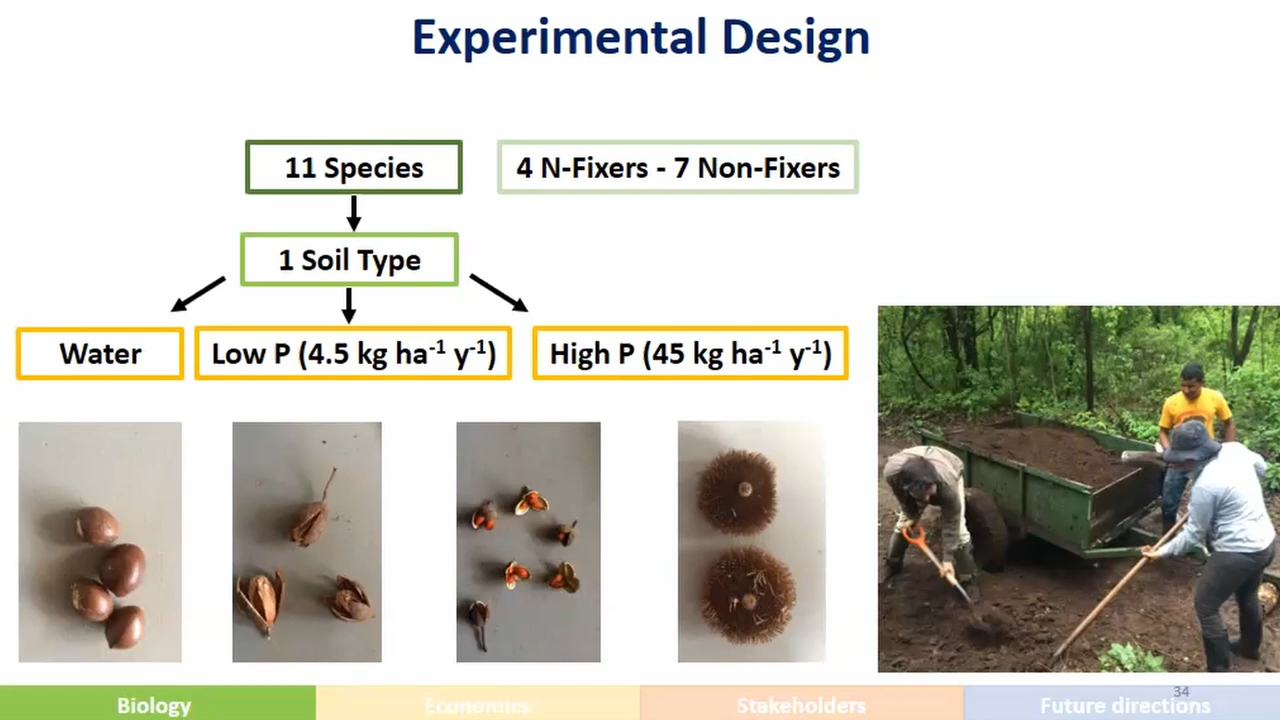 Experimental Design
11 Species
4 N-Fixers - 7 Non-Fixers
1 Soil Type
Water
Low P (4.5 kg ha⁻¹ y⁻¹)
High P (45 kg ha⁻¹ y⁻¹)
34
Biology
Economics
Stakeholders
Future directions